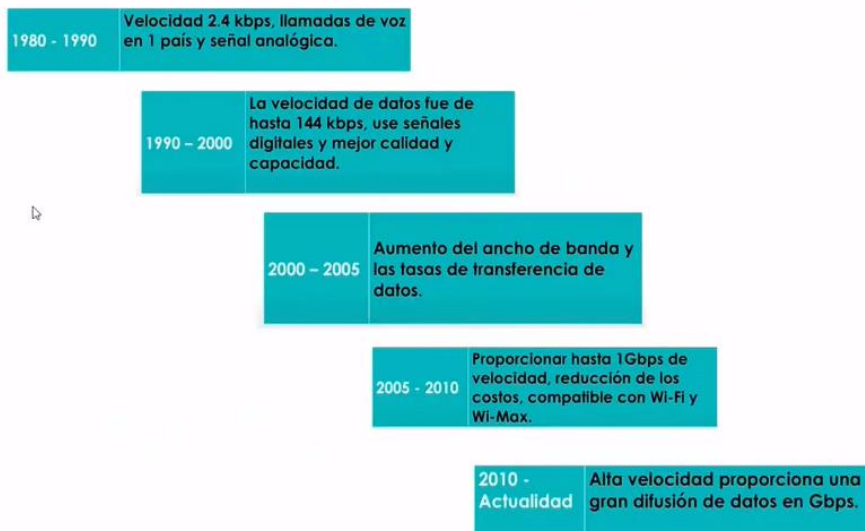 Velocidad 2.4 kbps, llamadas de voz
1980 - 1990 en 1 país y señal analógica.
La velocidad de datos fue de
hasta 144 kbps, use señales
1990 – 2000 digitales y mejor calidad y
capacidad.
Aumento del ancho de banda y
2000 – 2005 las tasas de transferencia de
datos.
Proporcionar hasta 1Gbps de
velocidad, reducción de los
2005 - 2010 costos, compatible con Wi-Fi y
Wi-Max.
2010 - Alta velocidad proporciona una
Actualidad gran difusión de datos en Gbps.